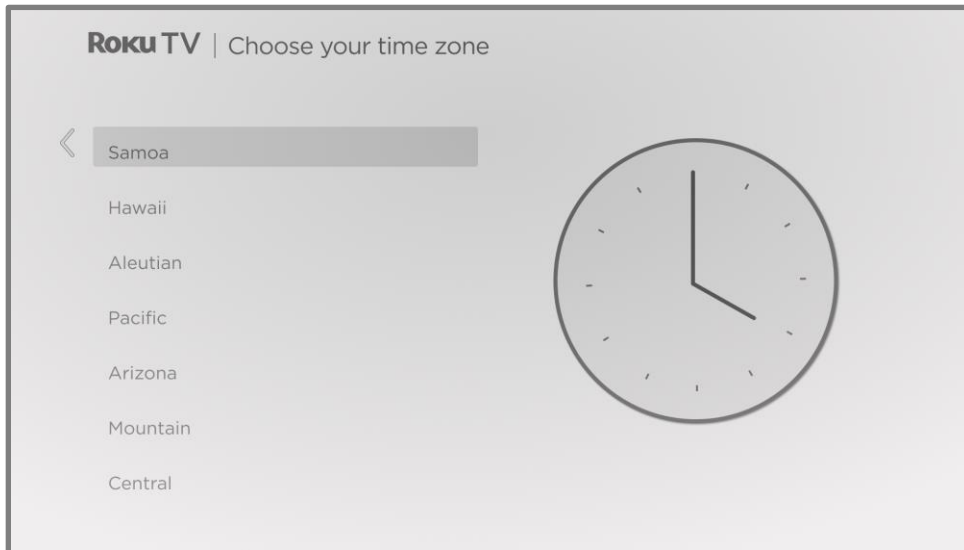 Roku TV | Choose your time zone
Samoa
Hawaii
Aleutian
Pacific
Arizona
Mountain
Central